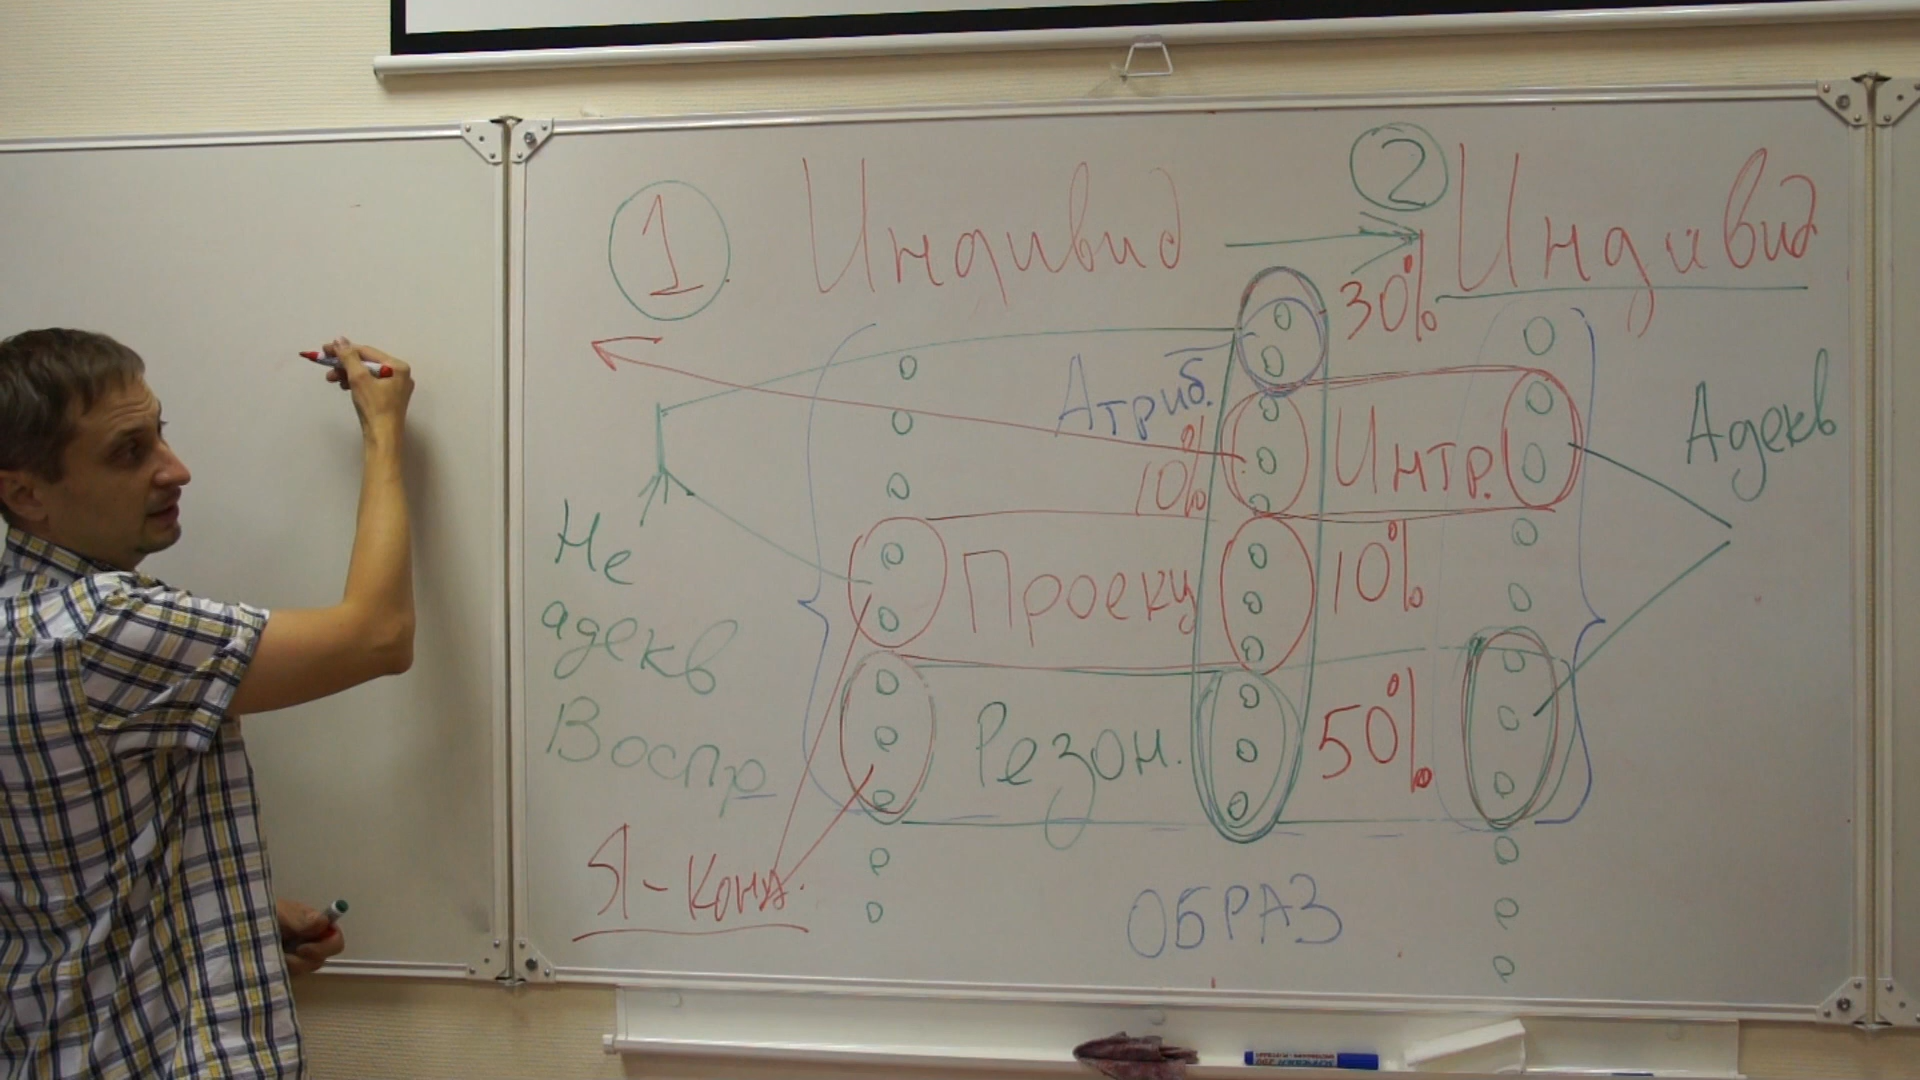 1 Индивид → 2 Индивид
30%
Атриб.
10%
Интр.
Адекв
Не
адекв
Воспр
Проекц
10%
Резон.
50%
Я-конц.
ОБРАЗ